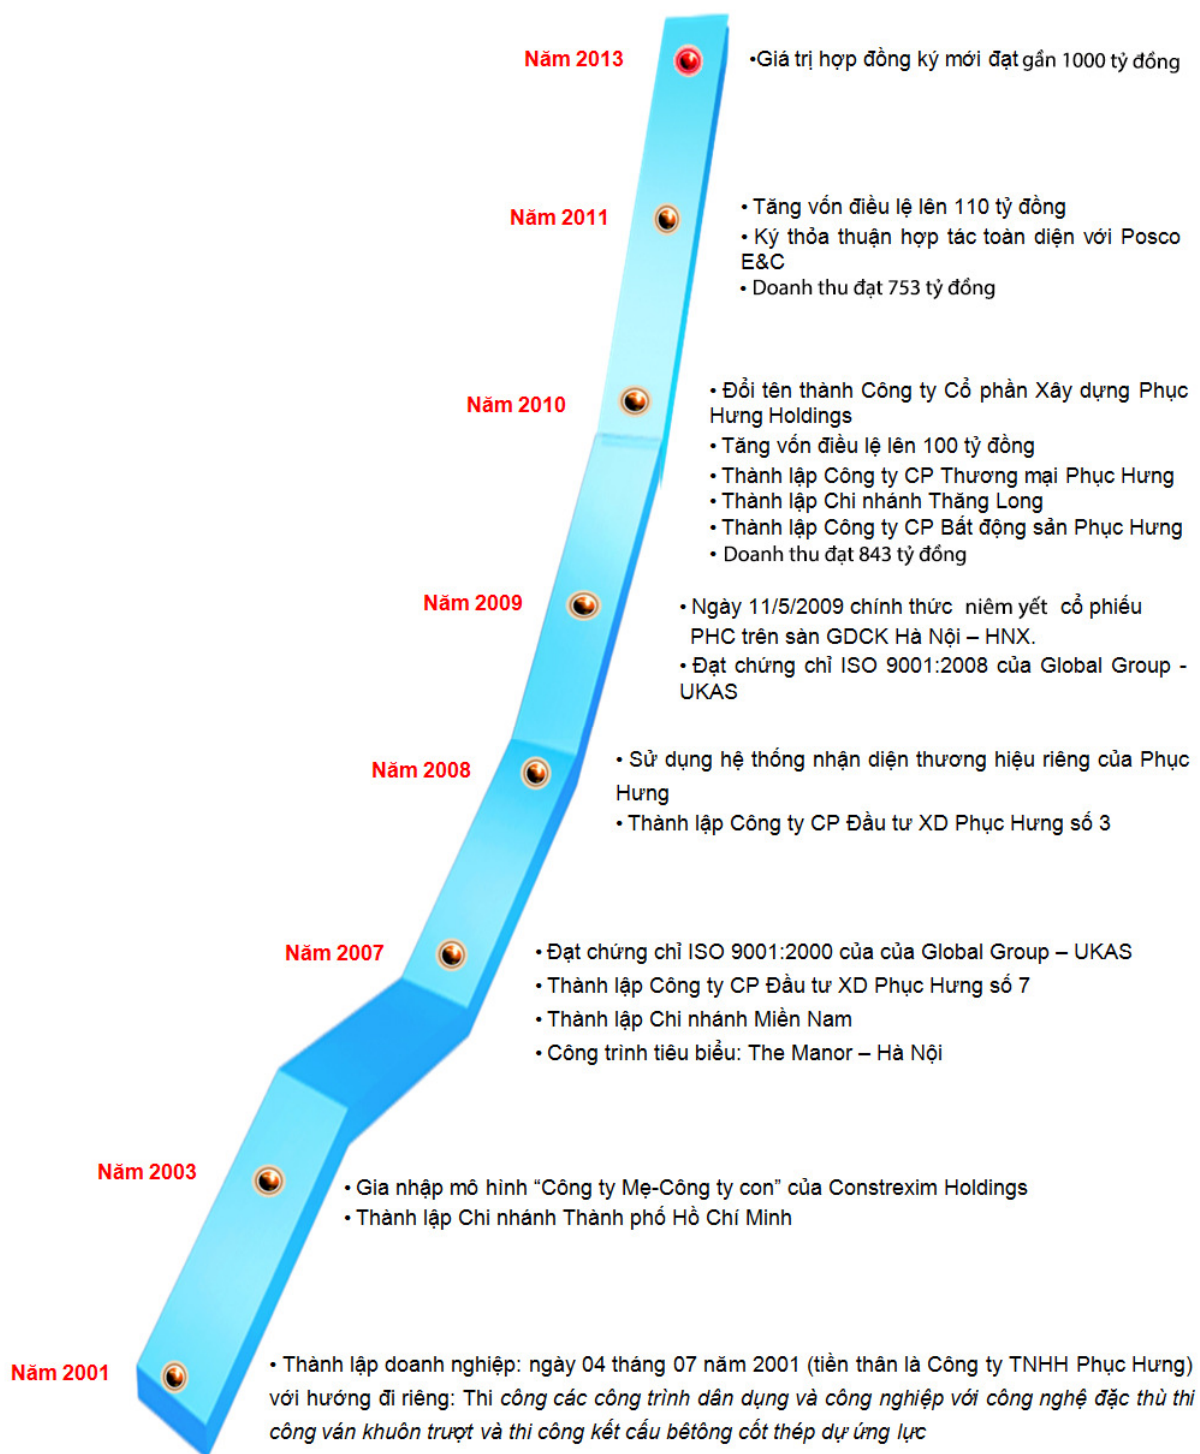 Năm 2013
•Giá trị hợp đồng ký mới đạt gần 1000 tỷ đồng
Năm 2011
• Tăng vốn điều lệ lên 110 tỷ đồng
• Ký thỏa thuận hợp tác toàn diện với Posco
E&C
• Doanh thu đạt 753 tỷ đồng
Năm 2010
• Đổi tên thành Công ty Cổ phần Xây dựng Phục
Hưng Holdings
• Tăng vốn điều lệ lên 100 tỷ đồng
• Thành lập Công ty CP Thương mại Phục Hưng
• Thành lập Chi nhánh Thăng Long
• Thành lập Công ty CP Bất động sản Phục Hưng
• Doanh thu đạt 843 tỷ đồng
Năm 2009
• Ngày 11/5/2009 chính thức niêm yết cổ phiếu
PHC trên sàn GDCK Hà Nội – HNX.
• Đạt chứng chỉ ISO 9001:2008 của Global Group -
UKAS
Năm 2008
• Sử dụng hệ thống nhận diện thương hiệu riêng của Phục
Hưng
• Thành lập Công ty CP Đầu tư XD Phục Hưng số 3
Năm 2007
• Đạt chứng chỉ ISO 9001:2000 của của Global Group – UKAS
• Thành lập Công ty CP Đầu tư XD Phục Hưng số 7
• Thành lập Chi nhánh Miền Nam
• Công trình tiêu biểu: The Manor – Hà Nội
Năm 2003
• Gia nhập mô hình “Công ty Mẹ-Công ty con” của Constrexim Holdings
• Thành lập Chi nhánh Thành phố Hồ Chí Minh
Năm 2001
• Thành lập doanh nghiệp: ngày 04 tháng 07 năm 2001 (tiền thân là Công ty TNHH Phục Hưng)
với hướng đi riêng: Thi công các công trình dân dụng và công nghiệp với công nghệ đặc thù thi
công ván khuôn trượt và thi công kết cấu bêtông cốt thép dự ứng lực